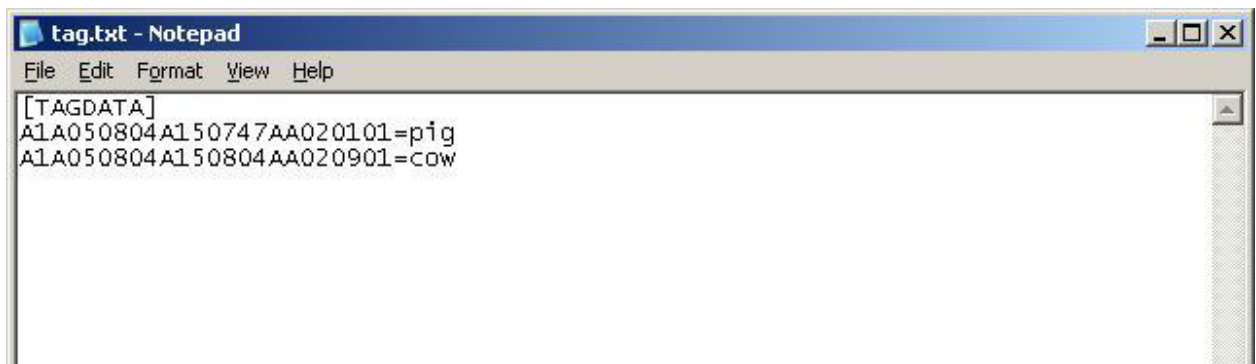 tag.txt - Notepad
File Edit Format View Help
[TAGDATA]
A1A050804A150747AA020101=pig
A1A050804A150804AA020901=cow